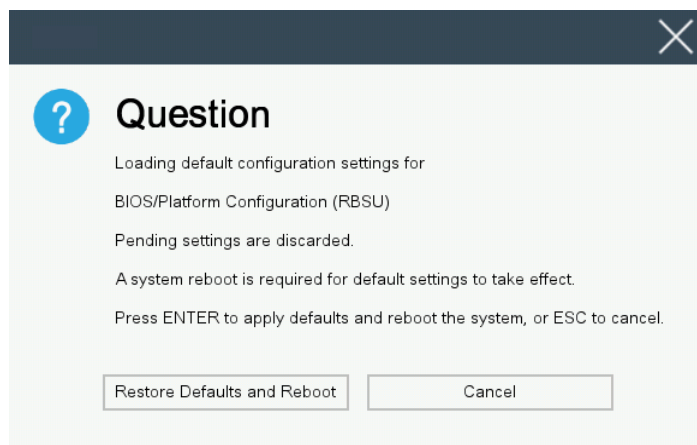 Question
Loading default configuration settings for
BIOS/Platform Configuration (RBSU)
Pending settings are discarded.
A system reboot is required for default settings to take effect.
Press ENTER to apply defaults and reboot the system, or ESC to cancel.
Restore Defaults and Reboot
Cancel